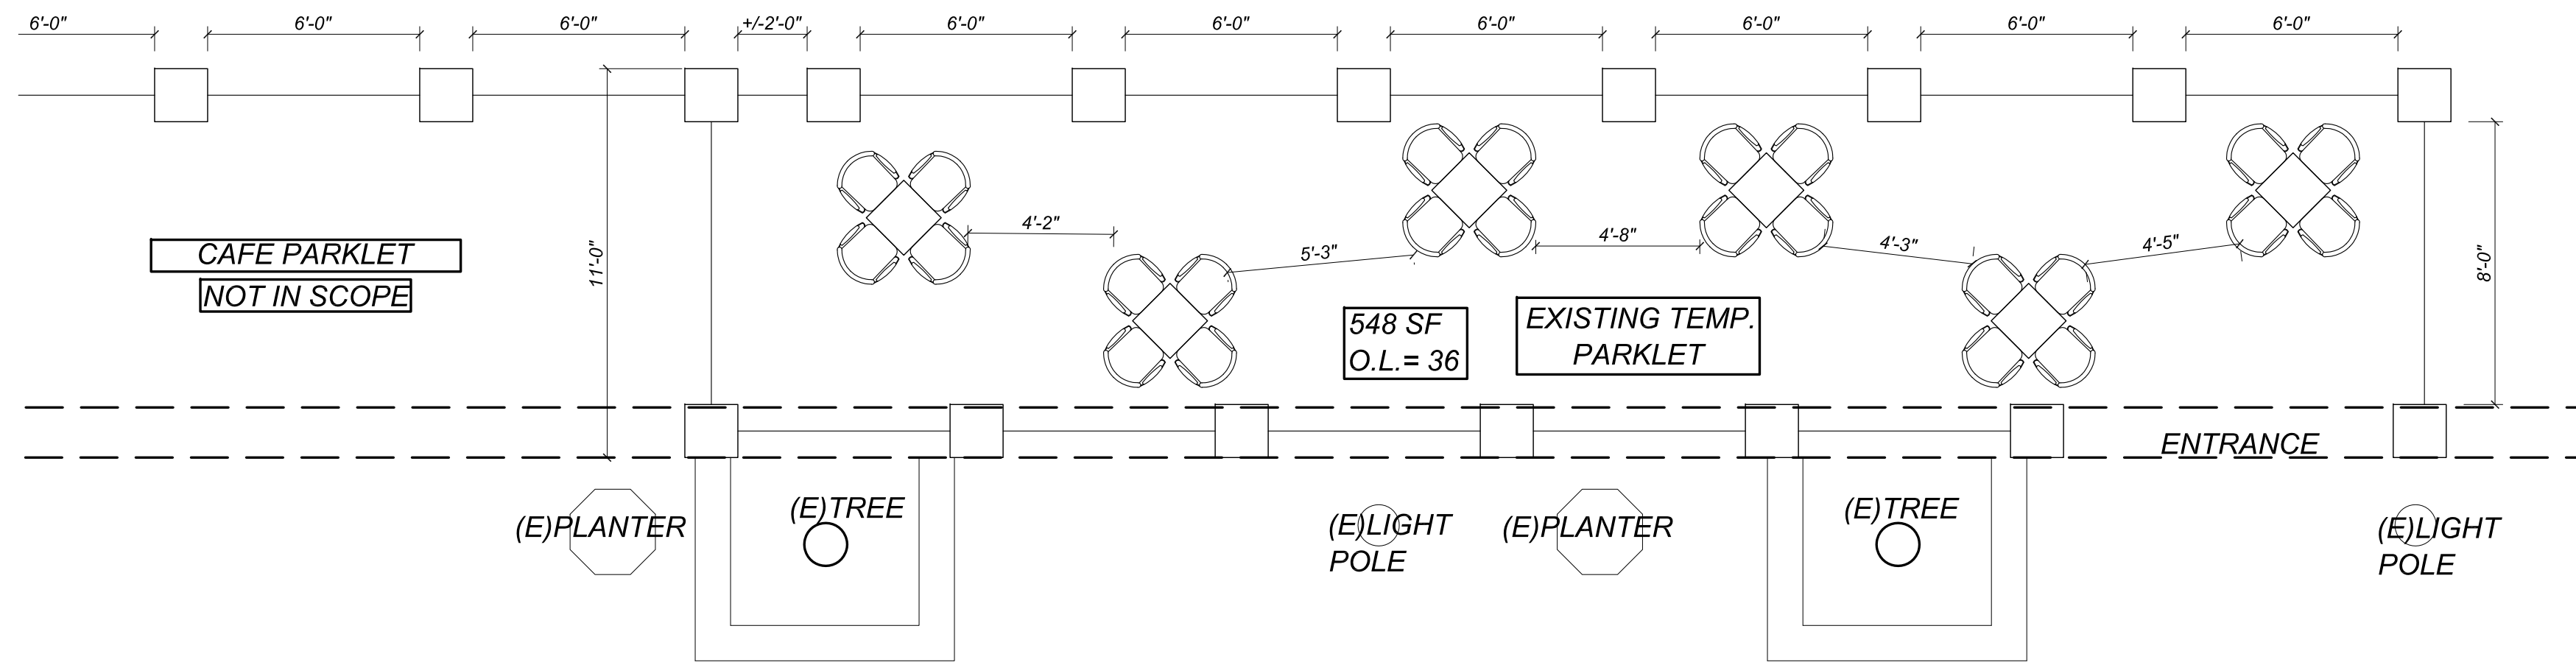 6'-0"
6'-0"
6'-0"
+/-2'-0"
6'-0"
6'-0"
6'-0"
6'-0"
6'-0"
6'-0"
11'-0"
8'-0"
4'-2"
5'-3"
4'-8"
4'-3"
4'-5"
CAFE PARKLET
NOT IN SCOPE
548 SF
O.L.= 36
EXISTING TEMP.
PARKLET
ENTRANCE
(E)PLANTER
(E)TREE
(E)LIGHT
POLE
(E)PLANTER
(E)TREE
(E)LIGHT
POLE